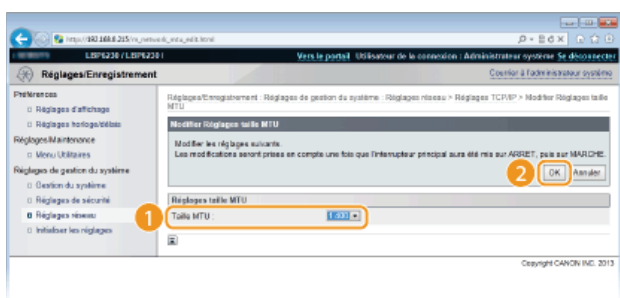 http://192.168.0.215/m_network_mtu_edit.html
LBP6230 / LBP6230 I
Vers le portail Utilisateur de la connexion : Administrateur système Se déconnecter
Réglages/Enregistrement
Courrier à l'administrateur système
Préférences
Réglages/Enregistrement : Réglages de gestion du système : Réglages réseau > Réglages TCP/IP > Modifier Réglages taille
MTU
Réglages d'affichage
Réglages horloge/délais
Modifier Réglages taille MTU
Réglages/Maintenance
Modifier les réglages suivants.
Menu Utilitaires
Les modifications seront prises en compte une fois que l'interrupteur principal aura été mis sur ARRET, puis sur MARCHE.
Réglages de gestion du système
2
OK Annuler
Gestion du système
Réglages de sécurité
Réglages taille MTU
Réglages réseau
1
Taille MTU :
Initialiser les réglages
Copyright CANON INC. 2013